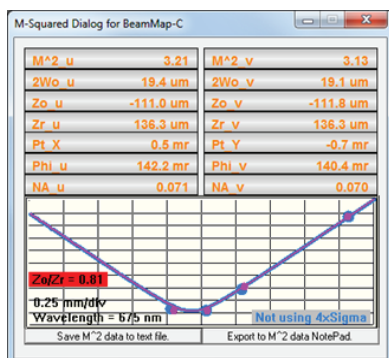 M-Squared Dialog for BeamMap-C
M^2_u 3.21 M^2_v 3.13
2Wo_u 19.4 um 2Wo_v 19.1 um
Zo_u -111.0 um Zo_v -111.8 um
Zr_u 136.3 um Zr_v 136.3 um
Pt_X 0.5 mr Pt_Y -0.7 mr
Phi_u 142.2 mr Phi_v 140.4 mr
NA_u 0.071 NA_v 0.070
Zo/Zr = 0.81
0.25 mm/div
Wavelength = 675 nm Not using 4xSigma
Save M^2 data to text file. Export to M^2 data NotePad.